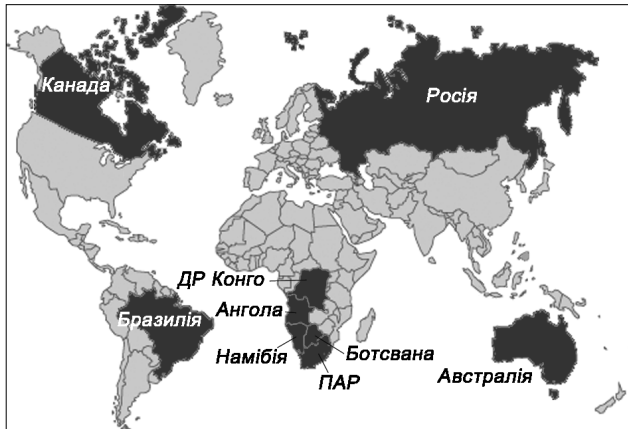 Канада
Росія
ДР Конго
Ангола
Бразилія
Намібія
Ботсвана
ПАР
Австралія